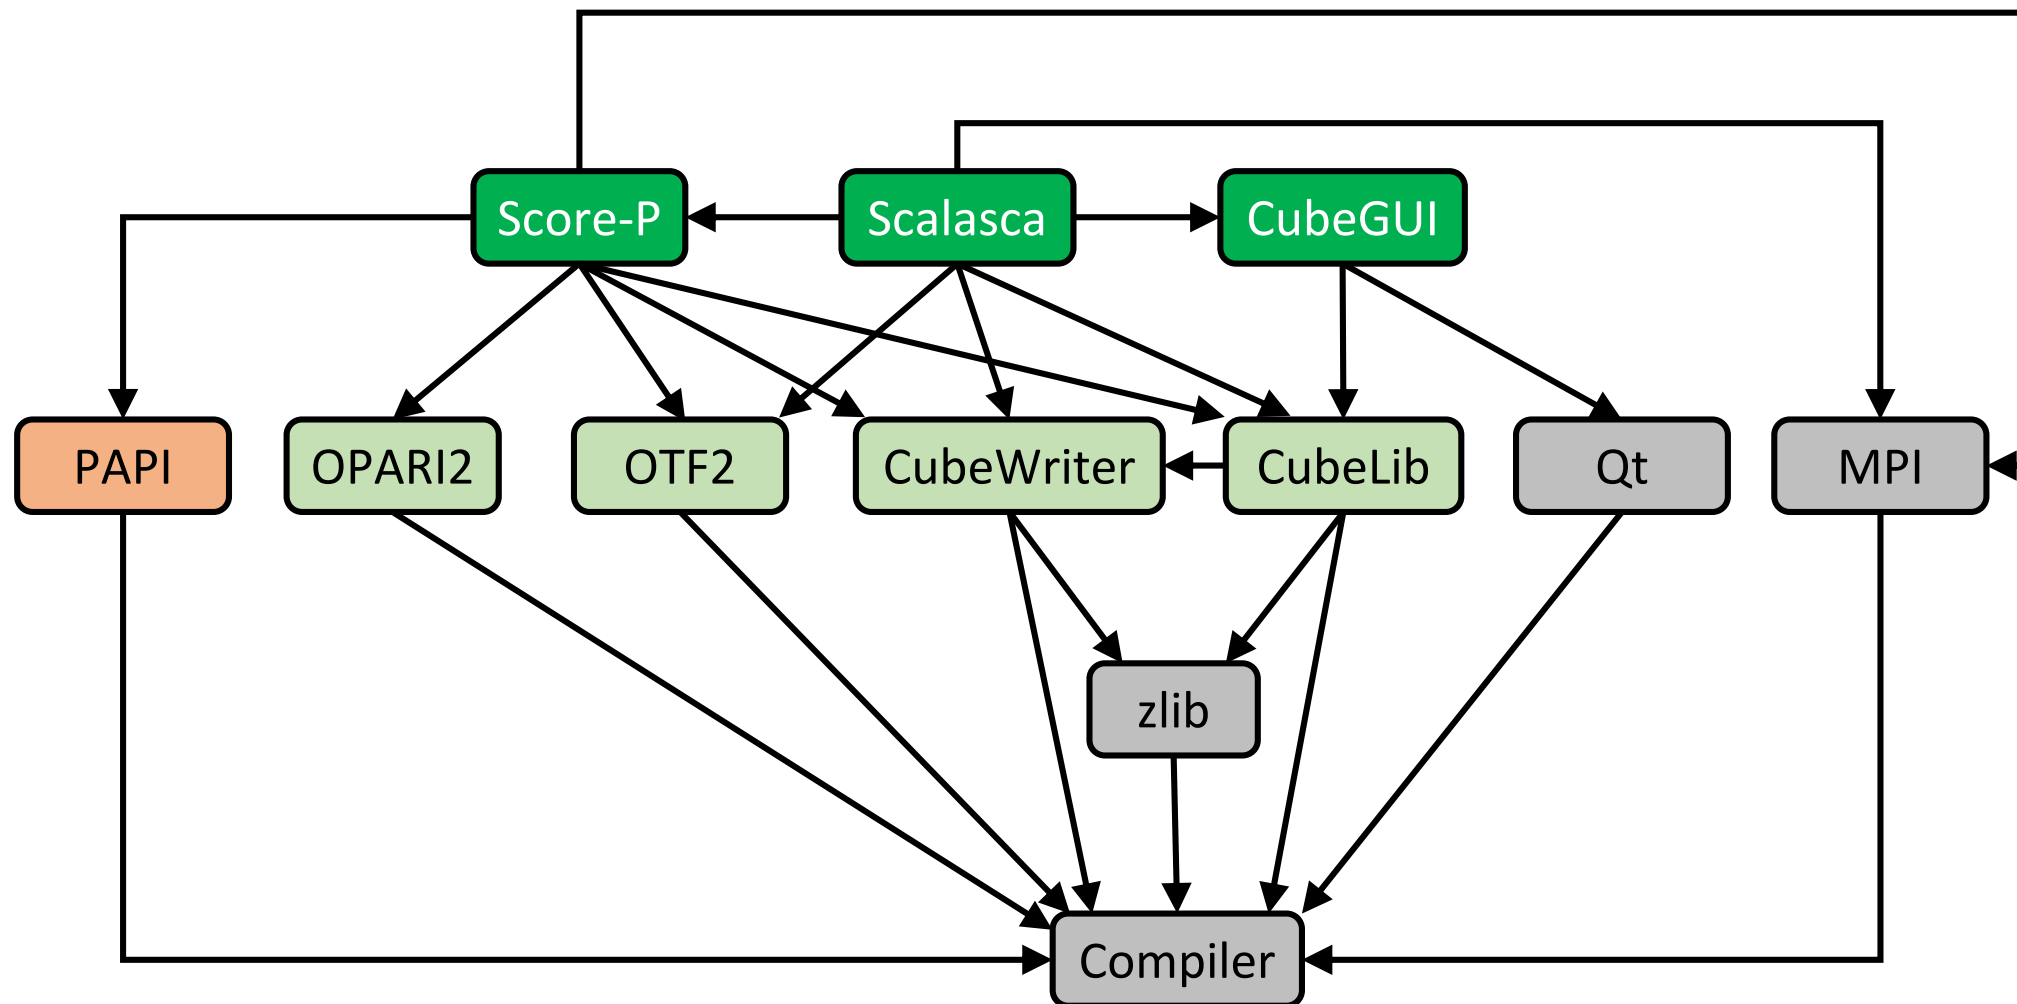 Score-P
Scalasca
CubeGUI
PAPI
OPARI2
OTF2
CubeWriter
CubeLib
Qt
MPI
zlib
Compiler